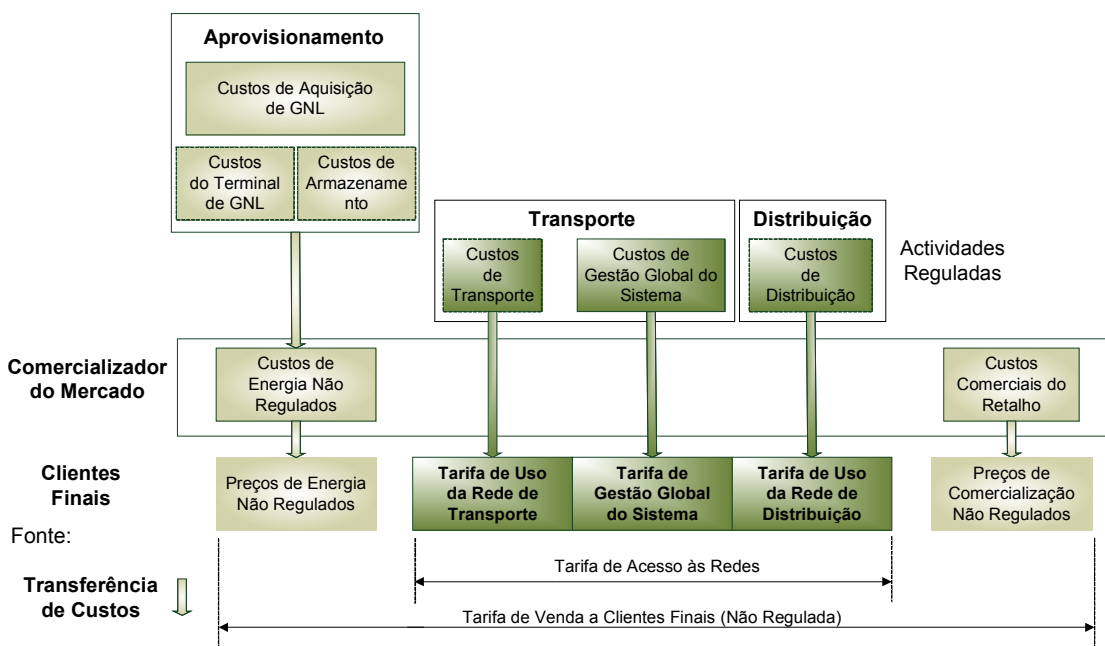 Aprovisionamento
Custos de Aquisição
de GNL
Custos
do Terminal
de GNL
Custos de
Armazename
nto
Transporte
Custos
de
Transporte
Custos de
Gestão Global do
Sistema
Distribuição
Custos
de
Distribuição
Actividades
Reguladas
Comercializador
do Mercado
Custos de
Energia Não
Regulados
Custos
Comerciais do
Retalho
Clientes
Finais
Preços de Energia
Não Regulados
Tarifa de Uso
da Rede de
Transporte
Tarifa de
Gestão Global
do Sistema
Tarifa de Uso
da Rede de
Distribuição
Preços de
Comercialização
Não Regulados
Fonte:
Tarifa de Acesso às Redes
Transferência
de Custos
Tarifa de Venda a Clientes Finais (Não Regulada)